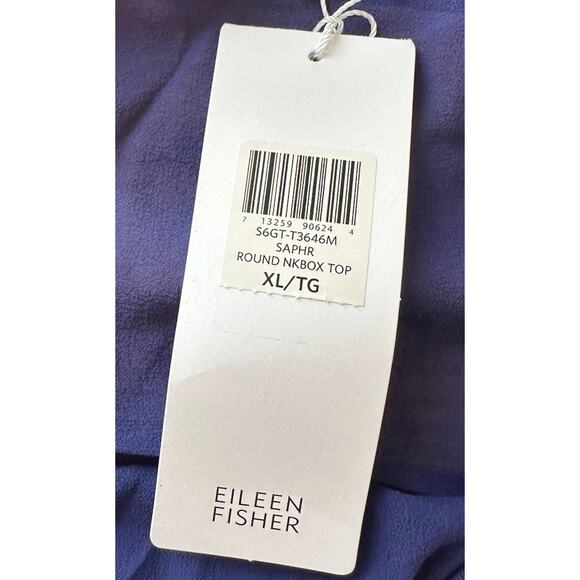 7 13259 90624 4
S6GT-T3646M
SAPHR
ROUND NKBOX TOP
XL/TG
EILEEN
FISHER